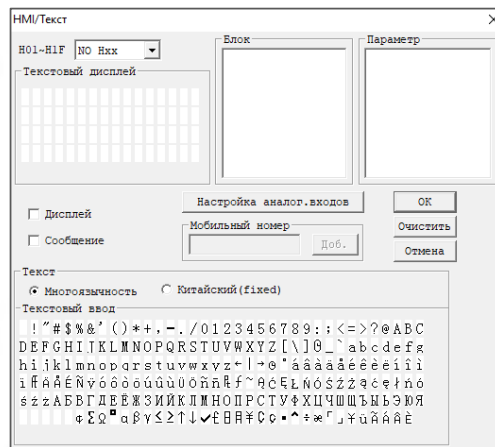 HMI/Текст
H01~H1F NO Hxx
Блок
Параметр
Текстовый дисплей
Настройка аналог.входов
OK
Дисплей
Мобильный номер
Очистить
Сообщение
Доб.
Отмена
Текст
Многоязычность Китайский(fixed)
Текстовый ввод
!"#$%&'()*+,-./0123456789:;<=>?@ABC
DEFGHIJKLMNOPQRSTUVWXYZ[\]
_`abcdefg
hijklmnopqrstuvwxyz
śźżАБВГДЕЁЖЗИЙКЛМНОПРСТУФХЦЧШЩЪЫЬЭЮЯ